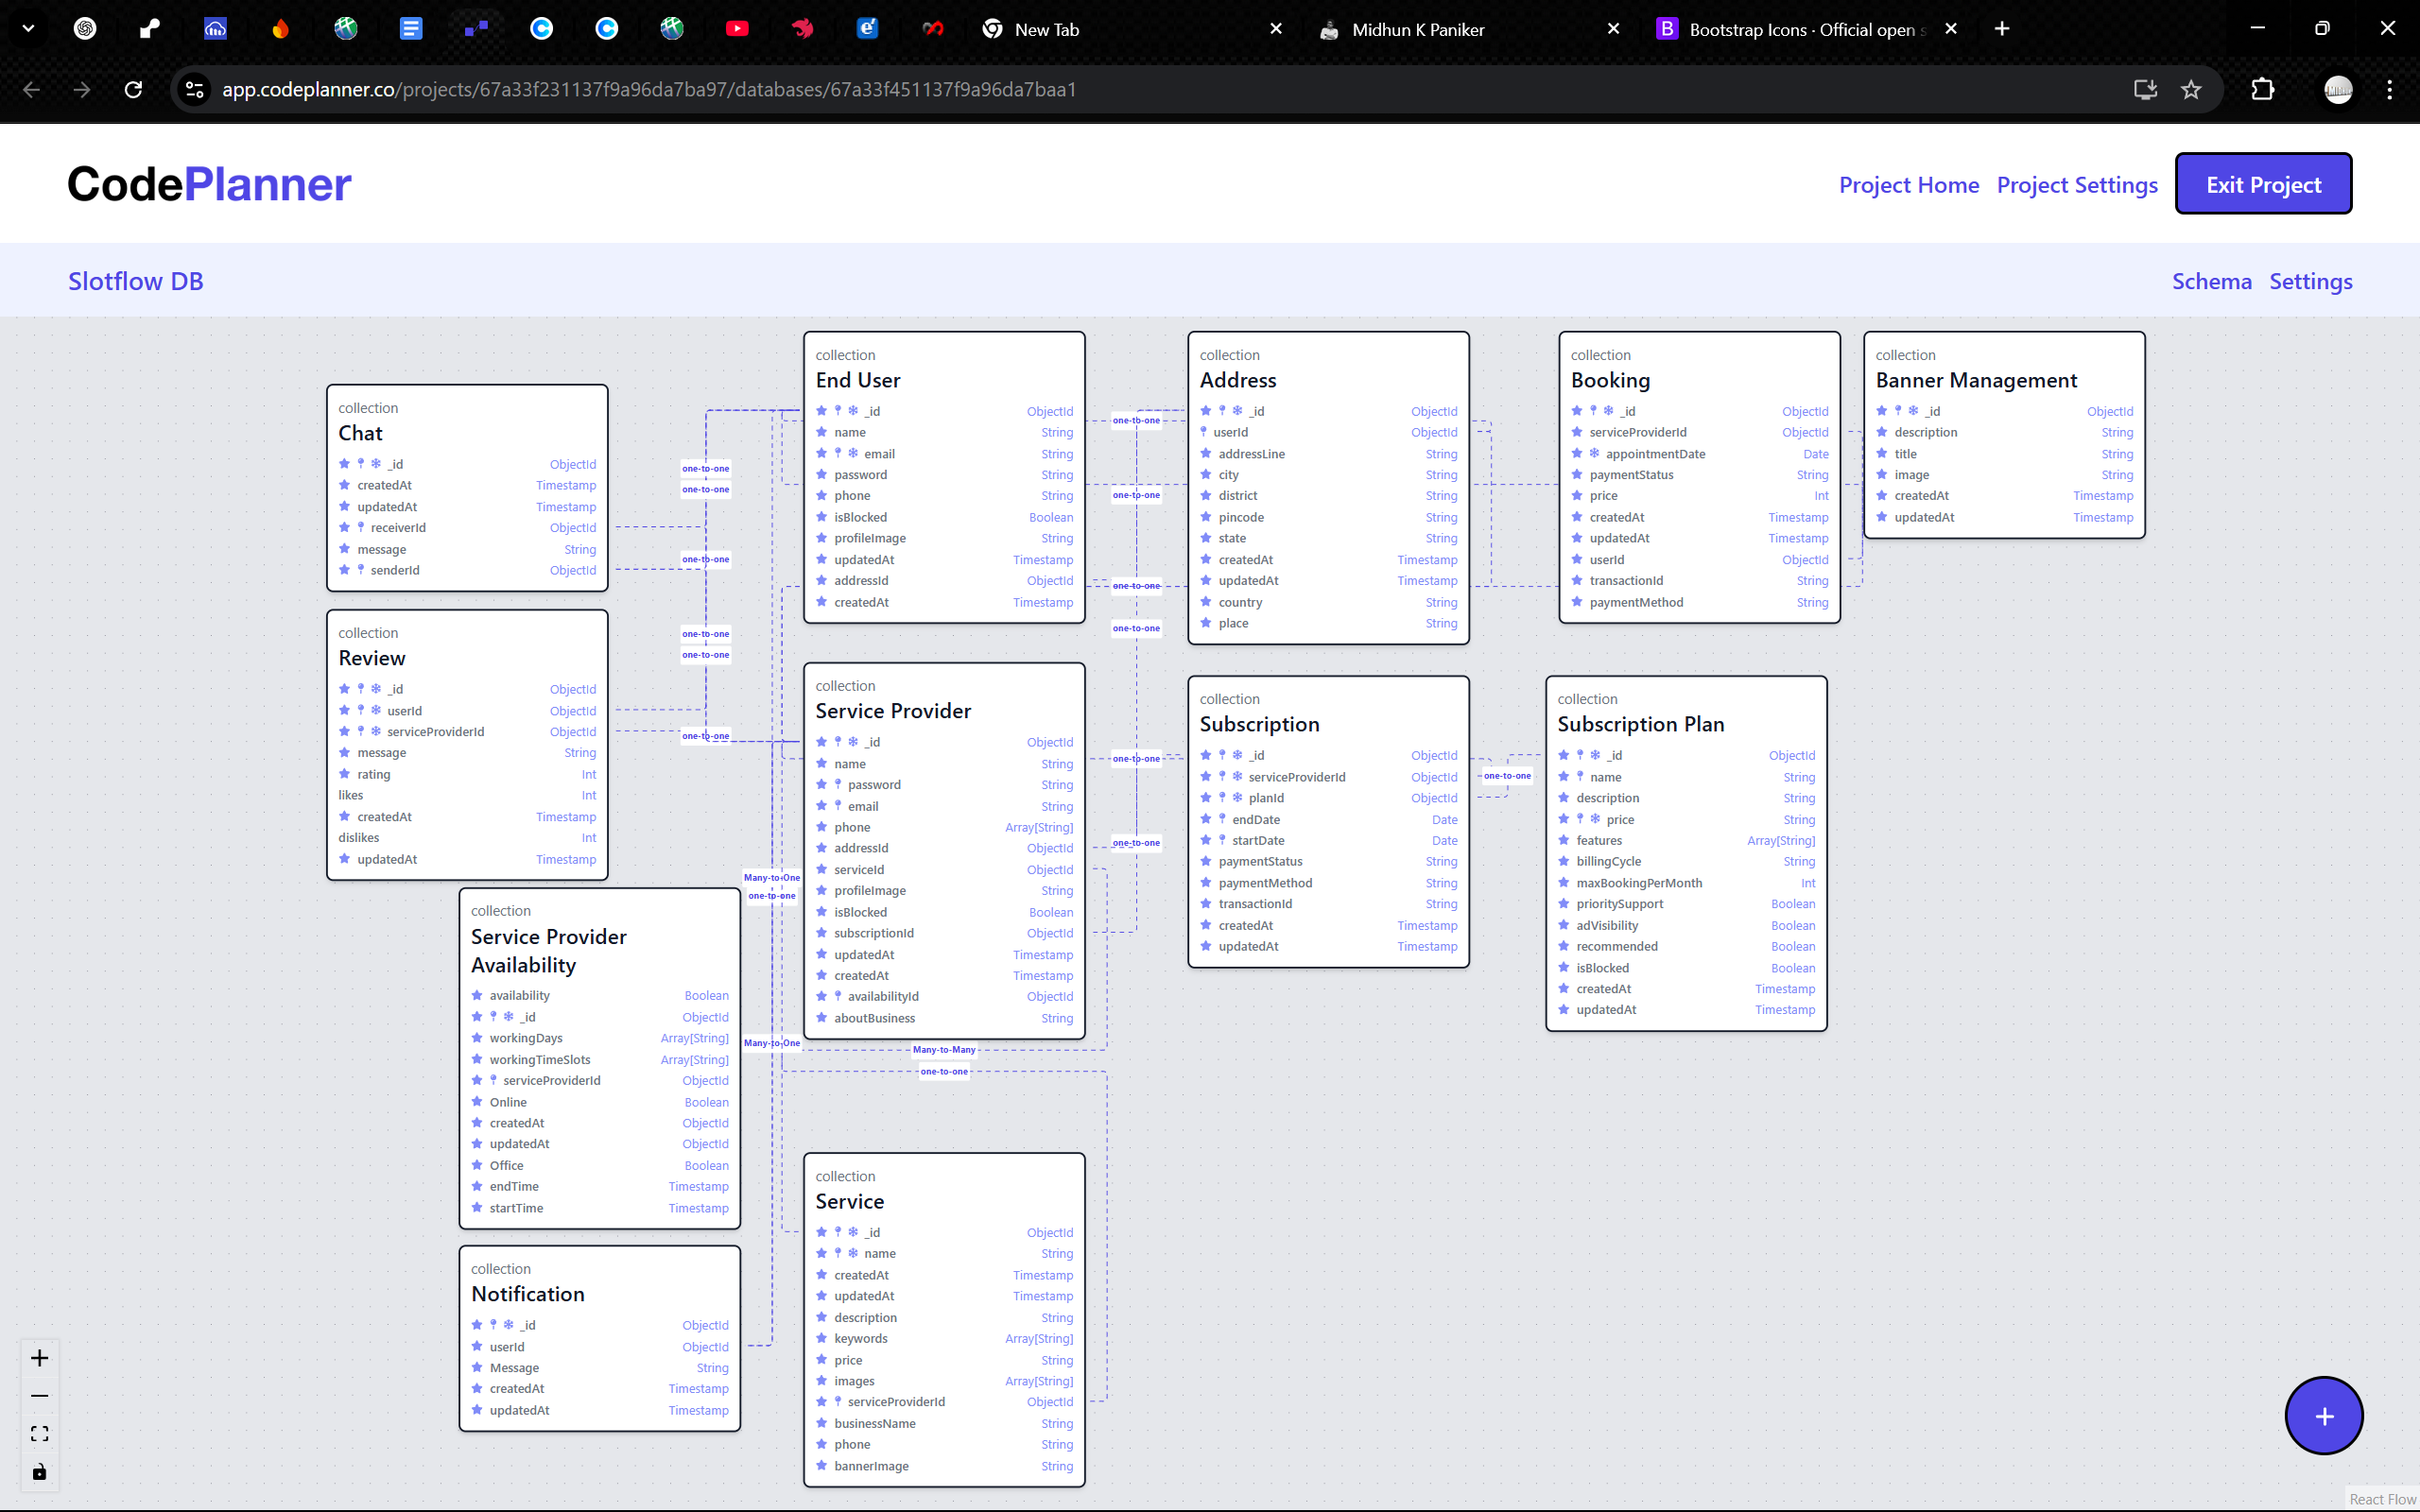 New Tab
Midhun K Paniker
Bootstrap Icons · Official open s
app.codeplanner.co/projects/67a33f231137f9a96da7ba97/databases/67a33f451137f9a96da7baa1
CodePlanner
Project Home
Project Settings
Exit Project
Slotflow DB
Schema
Settings
collection
Chat
_id ObjectId
createdAt Timestamp
updatedAt Timestamp
receiverId ObjectId
message String
senderId ObjectId
collection
Review
_id ObjectId
userId ObjectId
serviceProviderId ObjectId
message String
rating Int
likes Int
createdAt Timestamp
dislikes Int
updatedAt Timestamp
collection
Service Provider
Availability
availability Boolean
_id ObjectId
workingDays Array[String]
workingTimeSlots Array[String]
serviceProviderId ObjectId
Online Boolean
createdAt ObjectId
updatedAt ObjectId
Office Boolean
endTime Timestamp
startTime Timestamp
collection
Notification
_id ObjectId
userId ObjectId
Message String
createdAt Timestamp
updatedAt Timestamp
one-to-one
one-to-one
one-to-one
one-to-one
one-to-one
one-to-one
Many-to-One
one-to-one
Many-to-One
collection
End User
_id ObjectId
name String
email String
password String
phone String
isBlocked Boolean
profileImage String
updatedAt Timestamp
addressId ObjectId
createdAt Timestamp
collection
Service Provider
_id ObjectId
name String
password String
email String
phone Array[String]
addressId ObjectId
serviceId ObjectId
profileImage String
isBlocked Boolean
subscriptionId ObjectId
updatedAt Timestamp
createdAt Timestamp
availabilityId ObjectId
aboutBusiness String
Many-to-Many
one-to-one
collection
Service
_id ObjectId
name String
createdAt Timestamp
updatedAt Timestamp
description String
keywords Array[String]
price String
images Array[String]
serviceProviderId ObjectId
businessName String
phone String
bannerImage String
one-to-one
one-to-one
one-to-one
one-to-one
one-to-one
one-to-one
collection
Address
_id ObjectId
userId ObjectId
addressLine String
city String
district String
pincode String
state String
createdAt Timestamp
updatedAt Timestamp
country String
place String
collection
Subscription
_id ObjectId
serviceProviderId ObjectId
planId ObjectId
endDate Date
startDate Date
paymentStatus String
paymentMethod String
transactionId String
createdAt Timestamp
updatedAt Timestamp
one-to-one
collection
Booking
_id ObjectId
serviceProviderId ObjectId
appointmentDate Date
paymentStatus String
price Int
createdAt Timestamp
updatedAt Timestamp
userId ObjectId
transactionId String
paymentMethod String
collection
Subscription Plan
_id ObjectId
name String
description String
price String
features Array[String]
billingCycle String
maxBookingPerMonth Int
prioritySupport Boolean
adVisibility Boolean
recommended Boolean
isBlocked Boolean
createdAt Timestamp
updatedAt Timestamp
collection
Banner Management
_id ObjectId
description String
title String
image String
createdAt Timestamp
updatedAt Timestamp
React Flow